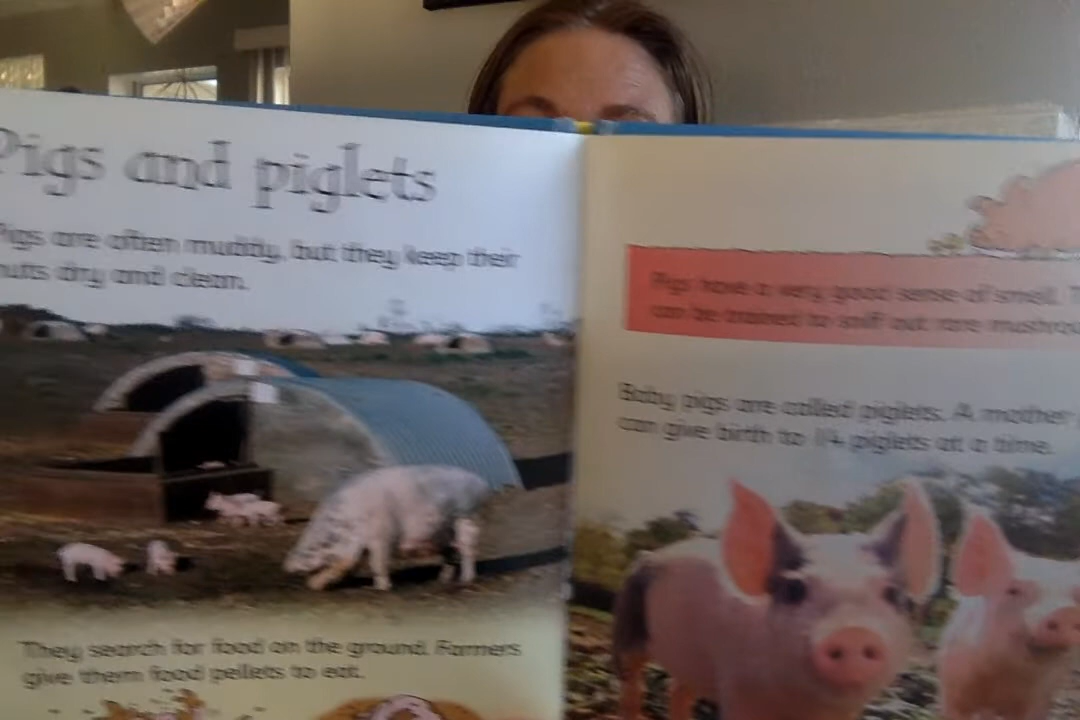 Pigs and piglets
Pigs are often muddy, but they keep their
huts dry and clean.
They search for food on the ground. Farmers
give them food pellets to eat.
Pigs have a very good sense of smell.
can be trained to sniff out rare
Baby pigs are called piglets. A mother
can give birth to 14 piglets at a time.